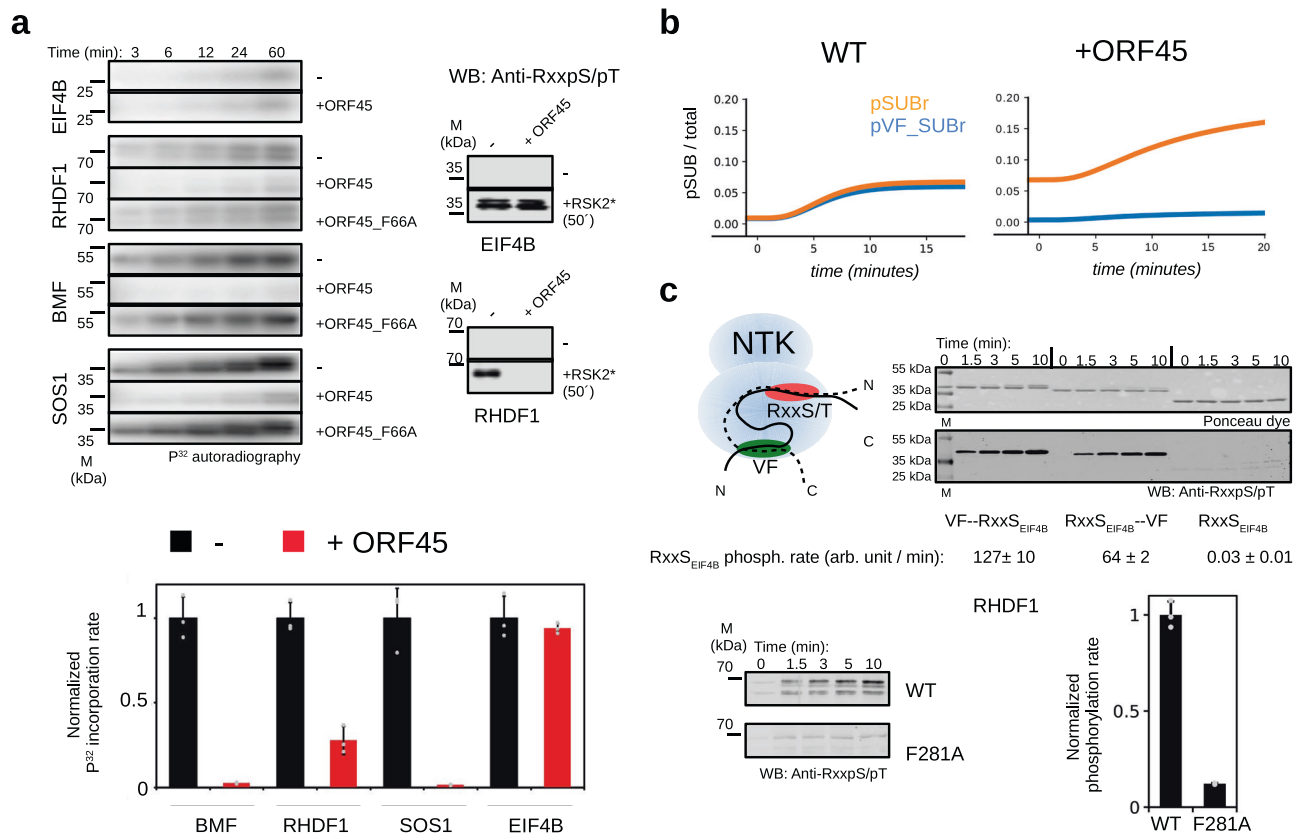 a
Time (min): 3 6 12 24 60
EIF4B
25
-
25
+ORF45
RHDF1
70
-
70
+ORF45
70
+ORF45_F66A
BMF
55
-
55
+ORF45
55
+ORF45_F66A
SOS1
35
-
35
+ORF45
35
+ORF45_F66A
M
(kDa)
P32 autoradiography
WB: Anti-RxxpS/pT
M
(kDa)
- + ORF45
35
-
35
+RSK2*
(50´)
EIF4B
M
(kDa)
- + ORF45
70
-
70
+RSK2*
(50´)
RHDF1
- + ORF45
Normalized
P32 incorporation rate
1
0.5
0
BMF RHDF1 SOS1 EIF4B
b
WT +ORF45
pSUB / total
0.20
0.15
0.10
0.05
0.00
pSUBr
pVF_SUBr
0 5 10 15
time (minutes)
0.20
0.15
0.10
0.05
0.00
0 5 10 15 20
time (minutes)
c
NTK
N
RxxS/T
C
VF
N
C
Time (min):
0 1.5 3 5 10 0 1.5 3 5 10 0 1.5 3 5 10
55 kDa
35 kDa
25 kDa
M
Ponceau dye
55 kDa
35 kDa
25 kDa
M
WB: Anti-RxxpS/pT
VF--RxxSEIF4B RxxSEIF4B--VF RxxSEIF4B
RxxSEIF4B phosph. rate (arb. unit / min): 127± 10 64 ± 2 0.03 ± 0.01
RHDF1
M
(kDa)
Time (min):
0 1.5 3 5 10
70
WT
70
F281A
WB: Anti-RxxpS/pT
Normalized
phosphorylation rate
1
0.5
0
WT F281A